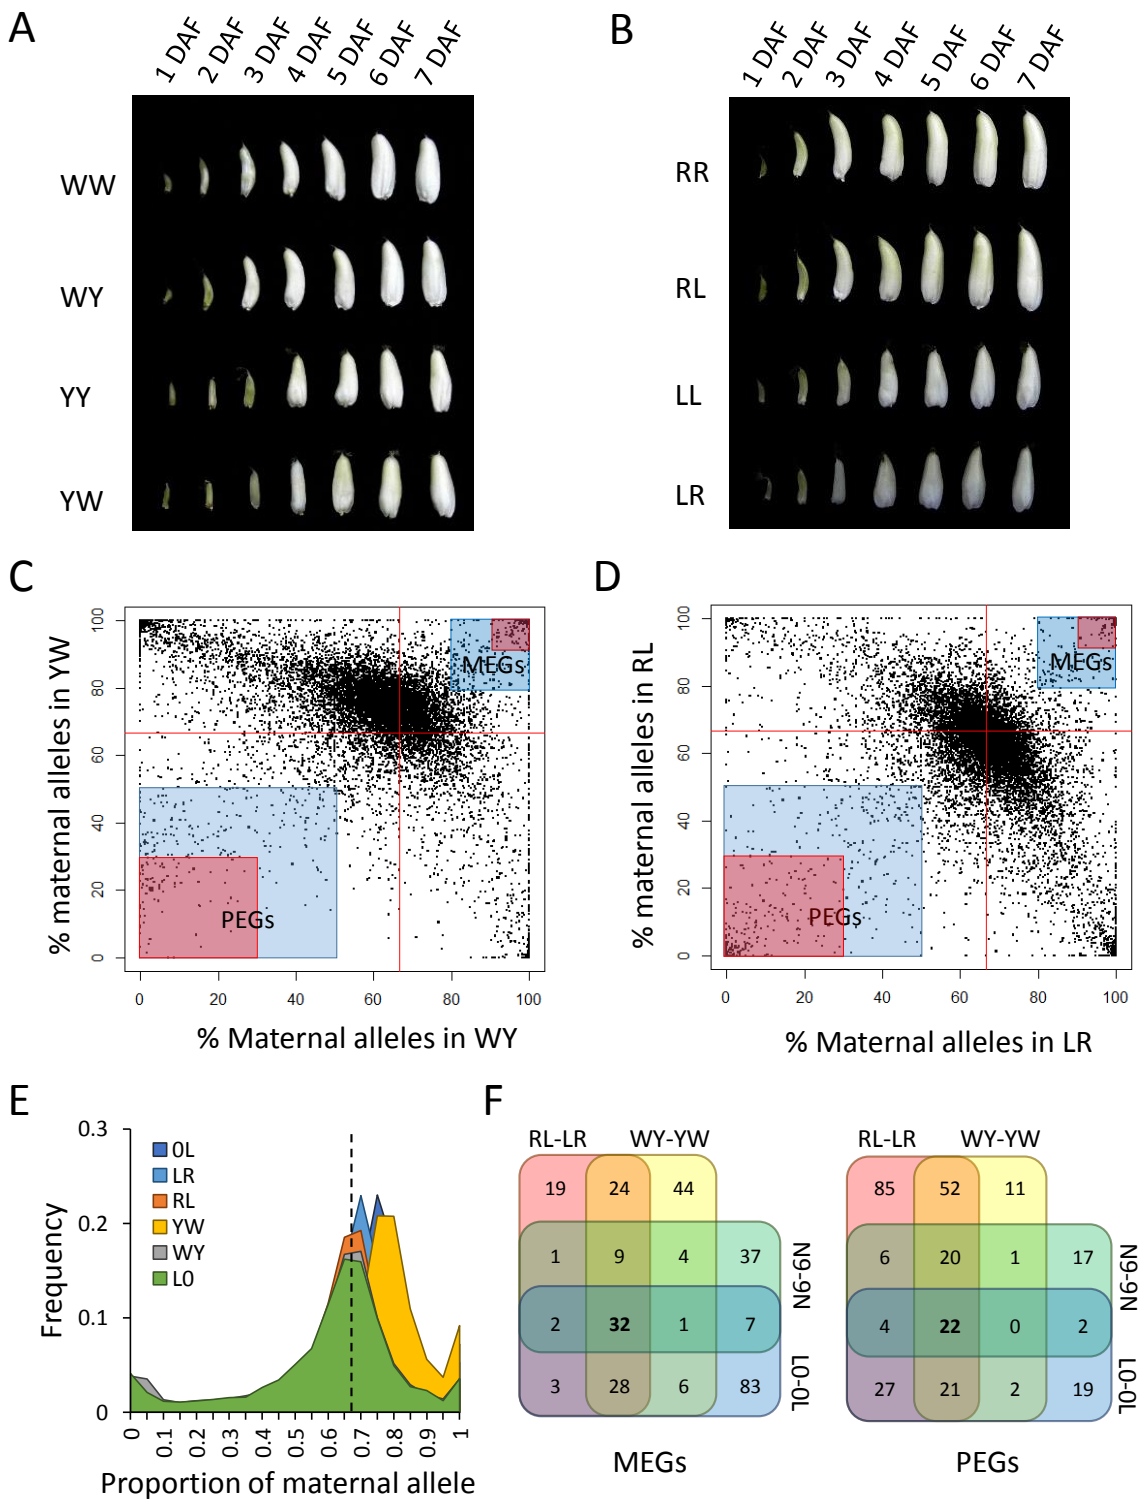 A
1 DAF 2 DAF 3 DAF 4 DAF 5 DAF 6 DAF 7 DAF
WW
WY
YY
YW
B
1 DAF 2 DAF 3 DAF 4 DAF 5 DAF 6 DAF 7 DAF
RR
RL
LL
LR
C
% maternal alleles in YW
100
80
60
40
20
0
MEGs
PEGs
0 20 40 60 80 100
% Maternal alleles in WY
D
% maternal alleles in RL
100
80
60
40
20
0
MEGs
PEGs
0 20 40 60 80 100
% Maternal alleles in LR
E
Frequency
0.3
0.2
0.1
0
OL
LR
RL
YW
WY
LO
0 0.1 0.2 0.3 0.4 0.5 0.6 0.7 0.8 0.9 1
Proportion of maternal allele
F
RL-LR WY-YW
19 24 44
1 9 4 37
2 32 1 7
3 28 6 83
N9-9N
LO-OL
MEGs
RL-LR WY-YW
85 52 11
6 20 1 17
4 22 0 2
27 21 2 19
N9-9N
LO-OL
PEGs